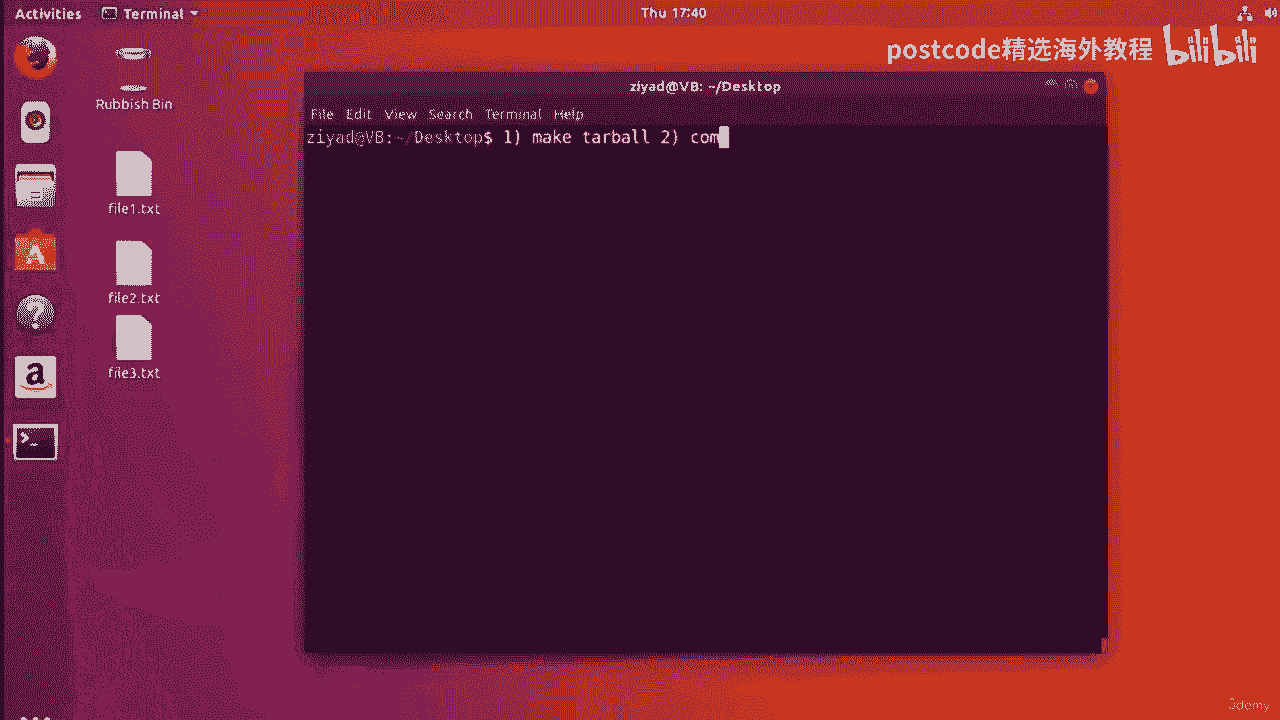 Activities Terminal Thu 17:40
postcode精选海外教程 bilibili
Rubbish Bin
ziyad@VB: ~/Desktop
File Edit View Search Terminal Help
ziyad@VB:~/Desktop$ 1) make tarball 2) com
file1.txt
file2.txt
file3.txt
a
>_
Udemy